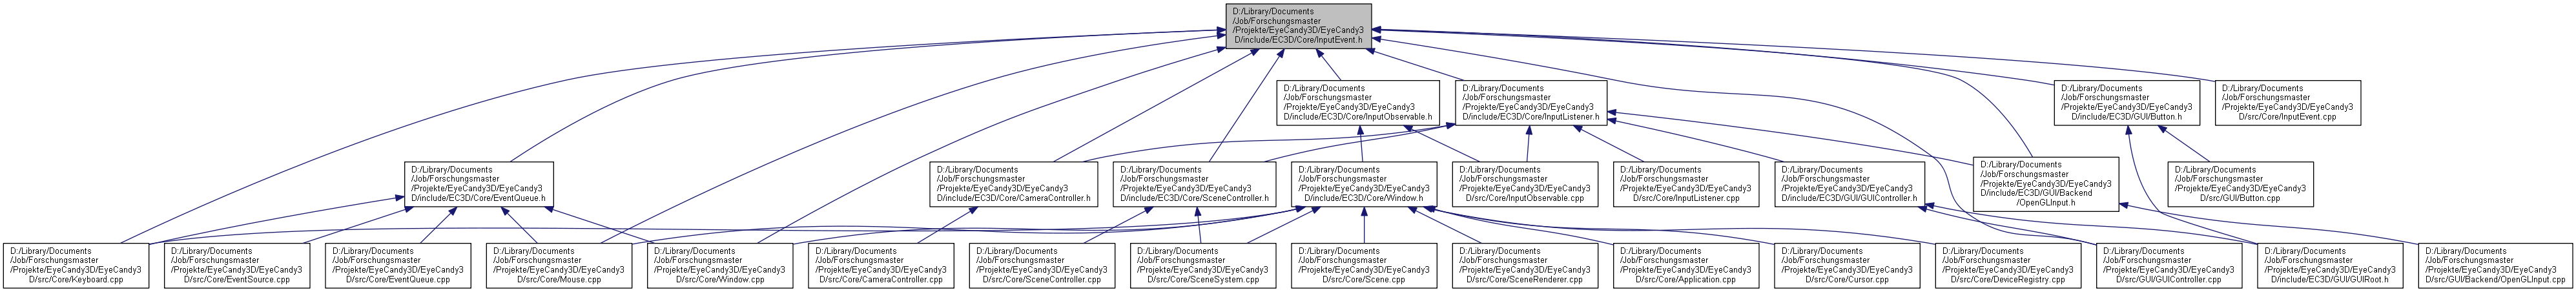 D:/Library/Documents
/Job/Forschungsmaster
/Projekte/EyeCandy3D/EyeCandy3
D/include/EC3D/Core/InputEvent.h
D:/Library/Documents
/Job/Forschungsmaster
/Projekte/EyeCandy3D/EyeCandy3
D/include/EC3D/Core/InputObservable.h
D:/Library/Documents
/Job/Forschungsmaster
/Projekte/EyeCandy3D/EyeCandy3
D/include/EC3D/Core/InputListener.h
D:/Library/Documents
/Job/Forschungsmaster
/Projekte/EyeCandy3D/EyeCandy3
D/include/EC3D/GUI/Button.h
D:/Library/Documents
/Job/Forschungsmaster
/Projekte/EyeCandy3D/EyeCandy3
D/src/Core/InputEvent.cpp
D:/Library/Documents
/Job/Forschungsmaster
/Projekte/EyeCandy3D/EyeCandy3
D/include/EC3D/Core/EventQueue.h
D:/Library/Documents
/Job/Forschungsmaster
/Projekte/EyeCandy3D/EyeCandy3
D/include/EC3D/Core/CameraController.h
D:/Library/Documents
/Job/Forschungsmaster
/Projekte/EyeCandy3D/EyeCandy3
D/include/EC3D/Core/SceneController.h
D:/Library/Documents
/Job/Forschungsmaster
/Projekte/EyeCandy3D/EyeCandy3
D/include/EC3D/Core/Window.h
D:/Library/Documents
/Job/Forschungsmaster
/Projekte/EyeCandy3D/EyeCandy3
D/src/Core/InputObservable.cpp
D:/Library/Documents
/Job/Forschungsmaster
/Projekte/EyeCandy3D/EyeCandy3
D/src/Core/InputListener.cpp
D:/Library/Documents
/Job/Forschungsmaster
/Projekte/EyeCandy3D/EyeCandy3
D/include/EC3D/GUI/GUIController.h
D:/Library/Documents
/Job/Forschungsmaster
/Projekte/EyeCandy3D/EyeCandy3
D/include/EC3D/GUI/Backend
/OpenGLInput.h
D:/Library/Documents
/Job/Forschungsmaster
/Projekte/EyeCandy3D/EyeCandy3
D/src/GUI/Button.cpp
D:/Library/Documents
/Job/Forschungsmaster
/Projekte/EyeCandy3D/EyeCandy3
D/src/Core/Keyboard.cpp
D:/Library/Documents
/Job/Forschungsmaster
/Projekte/EyeCandy3D/EyeCandy3
D/src/Core/EventSource.cpp
D:/Library/Documents
/Job/Forschungsmaster
/Projekte/EyeCandy3D/EyeCandy3
D/src/Core/EventQueue.cpp
D:/Library/Documents
/Job/Forschungsmaster
/Projekte/EyeCandy3D/EyeCandy3
D/src/Core/Mouse.cpp
D:/Library/Documents
/Job/Forschungsmaster
/Projekte/EyeCandy3D/EyeCandy3
D/src/Core/Window.cpp
D:/Library/Documents
/Job/Forschungsmaster
/Projekte/EyeCandy3D/EyeCandy3
D/src/Core/CameraController.cpp
D:/Library/Documents
/Job/Forschungsmaster
/Projekte/EyeCandy3D/EyeCandy3
D/src/Core/SceneController.cpp
D:/Library/Documents
/Job/Forschungsmaster
/Projekte/EyeCandy3D/EyeCandy3
D/src/Core/SceneSystem.cpp
D:/Library/Documents
/Job/Forschungsmaster
/Projekte/EyeCandy3D/EyeCandy3
D/src/Core/Scene.cpp
D:/Library/Documents
/Job/Forschungsmaster
/Projekte/EyeCandy3D/EyeCandy3
D/src/Core/SceneRenderer.cpp
D:/Library/Documents
/Job/Forschungsmaster
/Projekte/EyeCandy3D/EyeCandy3
D/src/Core/Application.cpp
D:/Library/Documents
/Job/Forschungsmaster
/Projekte/EyeCandy3D/EyeCandy3
D/src/Core/Cursor.cpp
D:/Library/Documents
/Job/Forschungsmaster
/Projekte/EyeCandy3D/EyeCandy3
D/src/Core/DeviceRegistry.cpp
D:/Library/Documents
/Job/Forschungsmaster
/Projekte/EyeCandy3D/EyeCandy3
D/src/GUI/GUIController.cpp
D:/Library/Documents
/Job/Forschungsmaster
/Projekte/EyeCandy3D/EyeCandy3
D/include/EC3D/GUI/GUIRoot.h
D:/Library/Documents
/Job/Forschungsmaster
/Projekte/EyeCandy3D/EyeCandy3
D/src/GUI/Backend/OpenGLInput.cpp